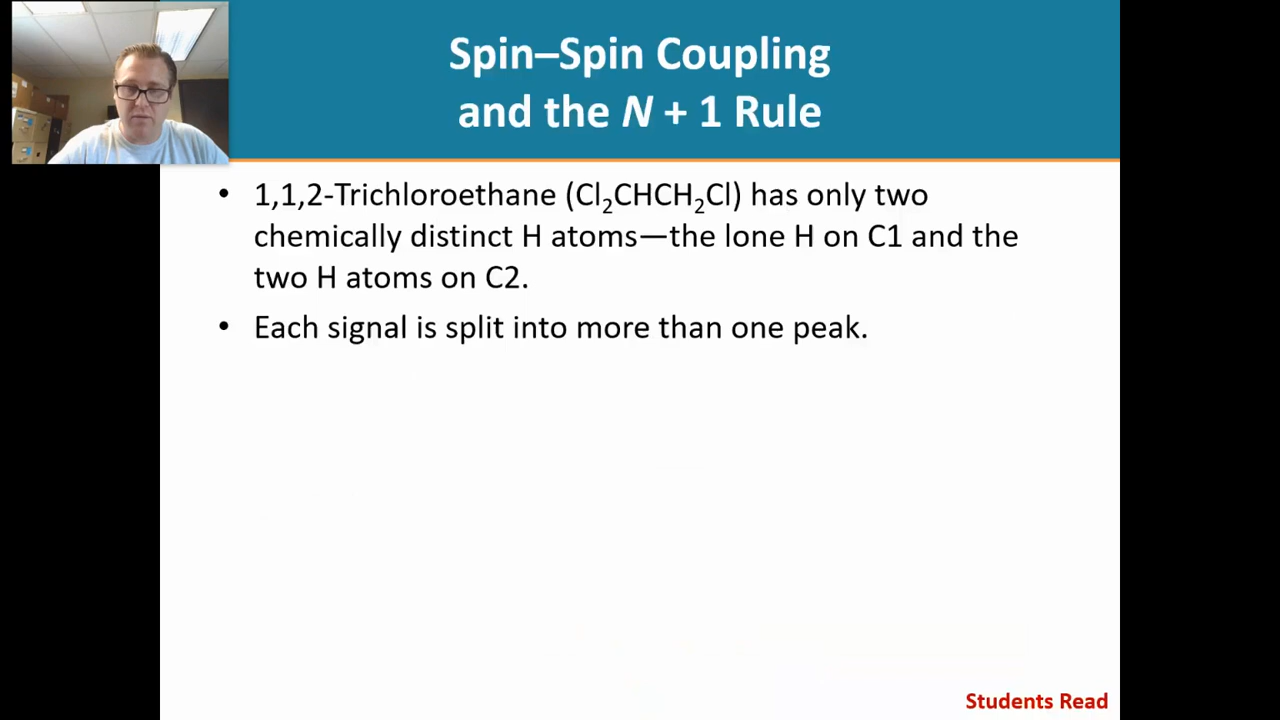 Spin–Spin Coupling
and the N + 1 Rule
• 1,1,2-Trichloroethane (Cl₂CHCH₂Cl) has only two
chemically distinct H atoms—the lone H on C1 and the
two H atoms on C2.
• Each signal is split into more than one peak.
Students Read